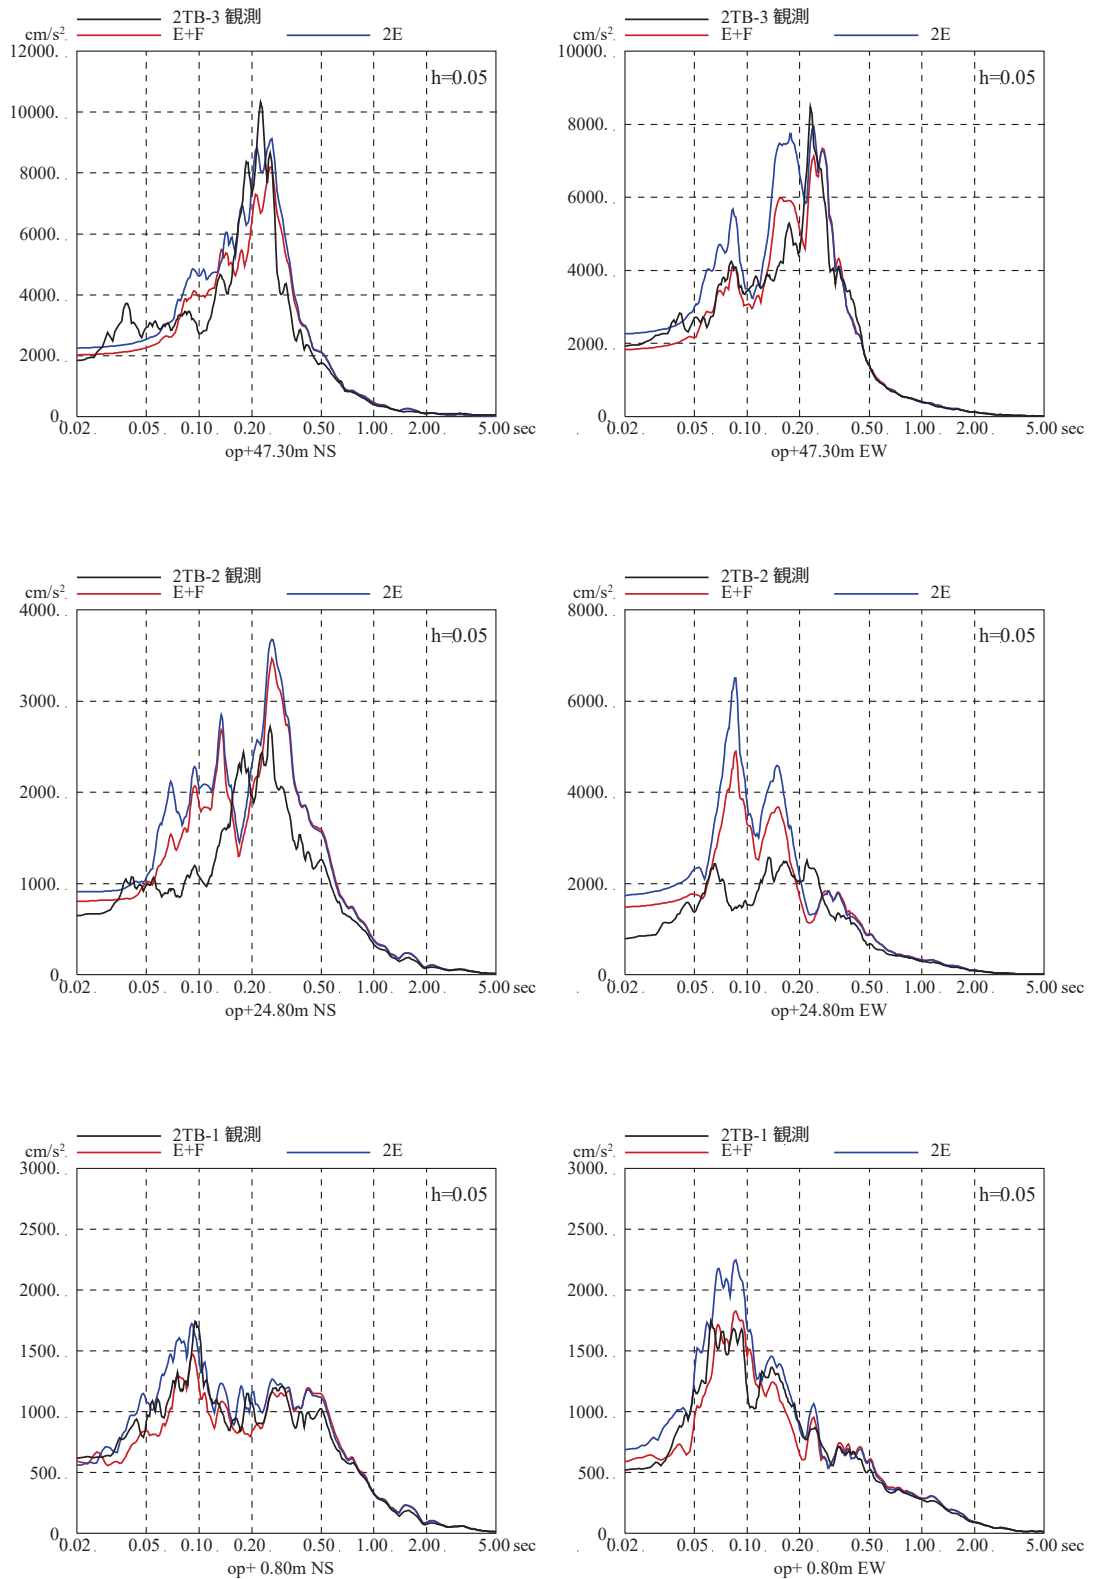 2TB-3 観測
cm/s². E+F 2E
12000.
h=0.05
10000.
8000.
6000.
4000.
2000.
0.
0.02 0.05 0.10 0.20 0.50 1.00 2.00 5.00 sec
op+47.30m NS
2TB-3 観測
cm/s². E+F 2E
10000.
h=0.05
8000.
6000.
4000.
2000.
0.
0.02 0.05 0.10 0.20 0.50 1.00 2.00 5.00 sec
op+47.30m EW
2TB-2 観測
cm/s². E+F 2E
4000.
h=0.05
3000.
2000.
1000.
0.
0.02 0.05 0.10 0.20 0.50 1.00 2.00 5.00 sec
op+24.80m NS
2TB-2 観測
cm/s². E+F 2E
8000.
h=0.05
6000.
4000.
2000.
0.
0.02 0.05 0.10 0.20 0.50 1.00 2.00 5.00 sec
op+24.80m EW
2TB-1 観測
cm/s². E+F 2E
3000.
h=0.05
2500.
2000.
1500.
1000.
500.
0.
0.02 0.05 0.10 0.20 0.50 1.00 2.00 5.00 sec
op+ 0.80m NS
2TB-1 観測
cm/s². E+F 2E
3000.
h=0.05
2500.
2000.
1500.
1000.
500.
0.
0.02 0.05 0.10 0.20 0.50 1.00 2.00 5.00 sec
op+ 0.80m EW